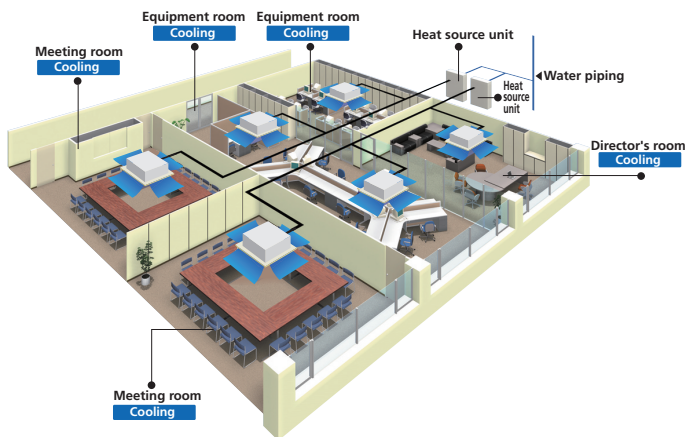 Equipment room
Cooling
Equipment room
Cooling
Heat source unit
Meeting room
Cooling
Water piping
Heat
source
unit
Director's room
Cooling
Meeting room
Cooling